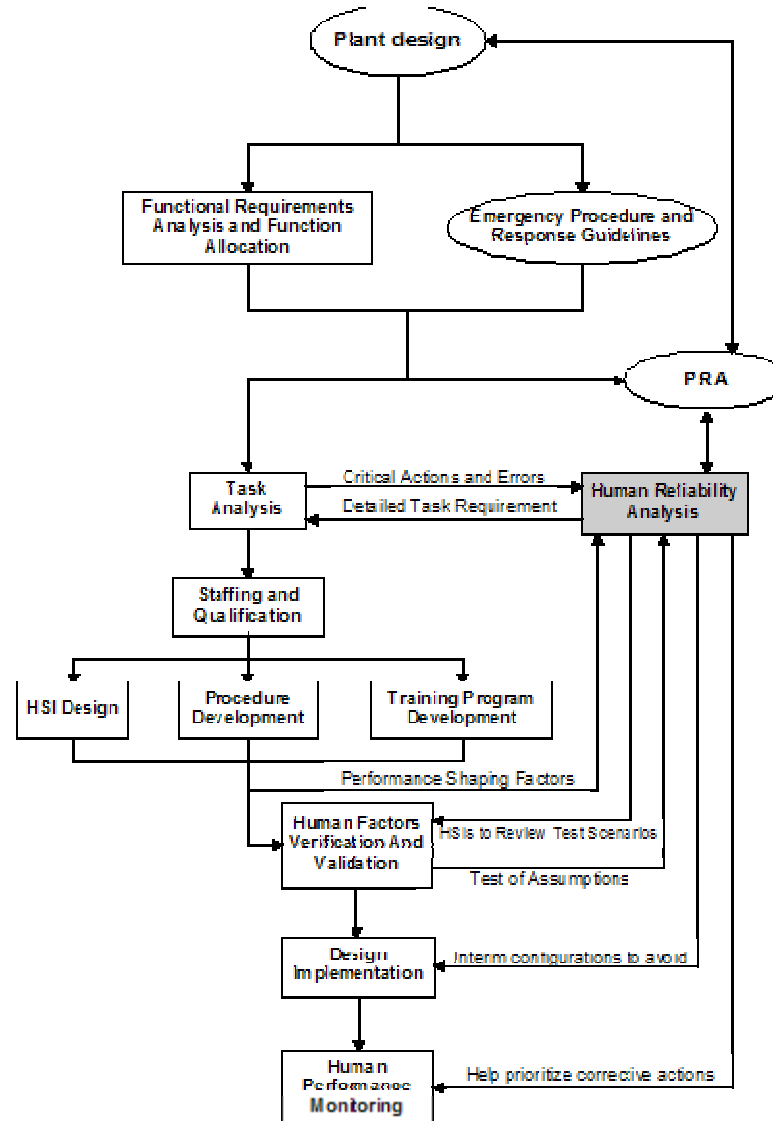 Plant design
Functional Requirements
Analysis and Function
Allocation
Emergency Procedure and
Response Guidelines
PRA
Task
Analysis
Critical Actions and Errors
Detailed Task Requirement
Human Reliability
Analysis
Staffing and
Qualification
HSI Design
Procedure
Development
Training Program
Development
Performance Shaping Factors
Human Factors
Verification And
Validation
HSIs to Review Test Scenarios
Test of Assumptions
Design
Implementation
Interim configurations to avoid
Human
Performance
Monitoring
Help prioritize corrective actions